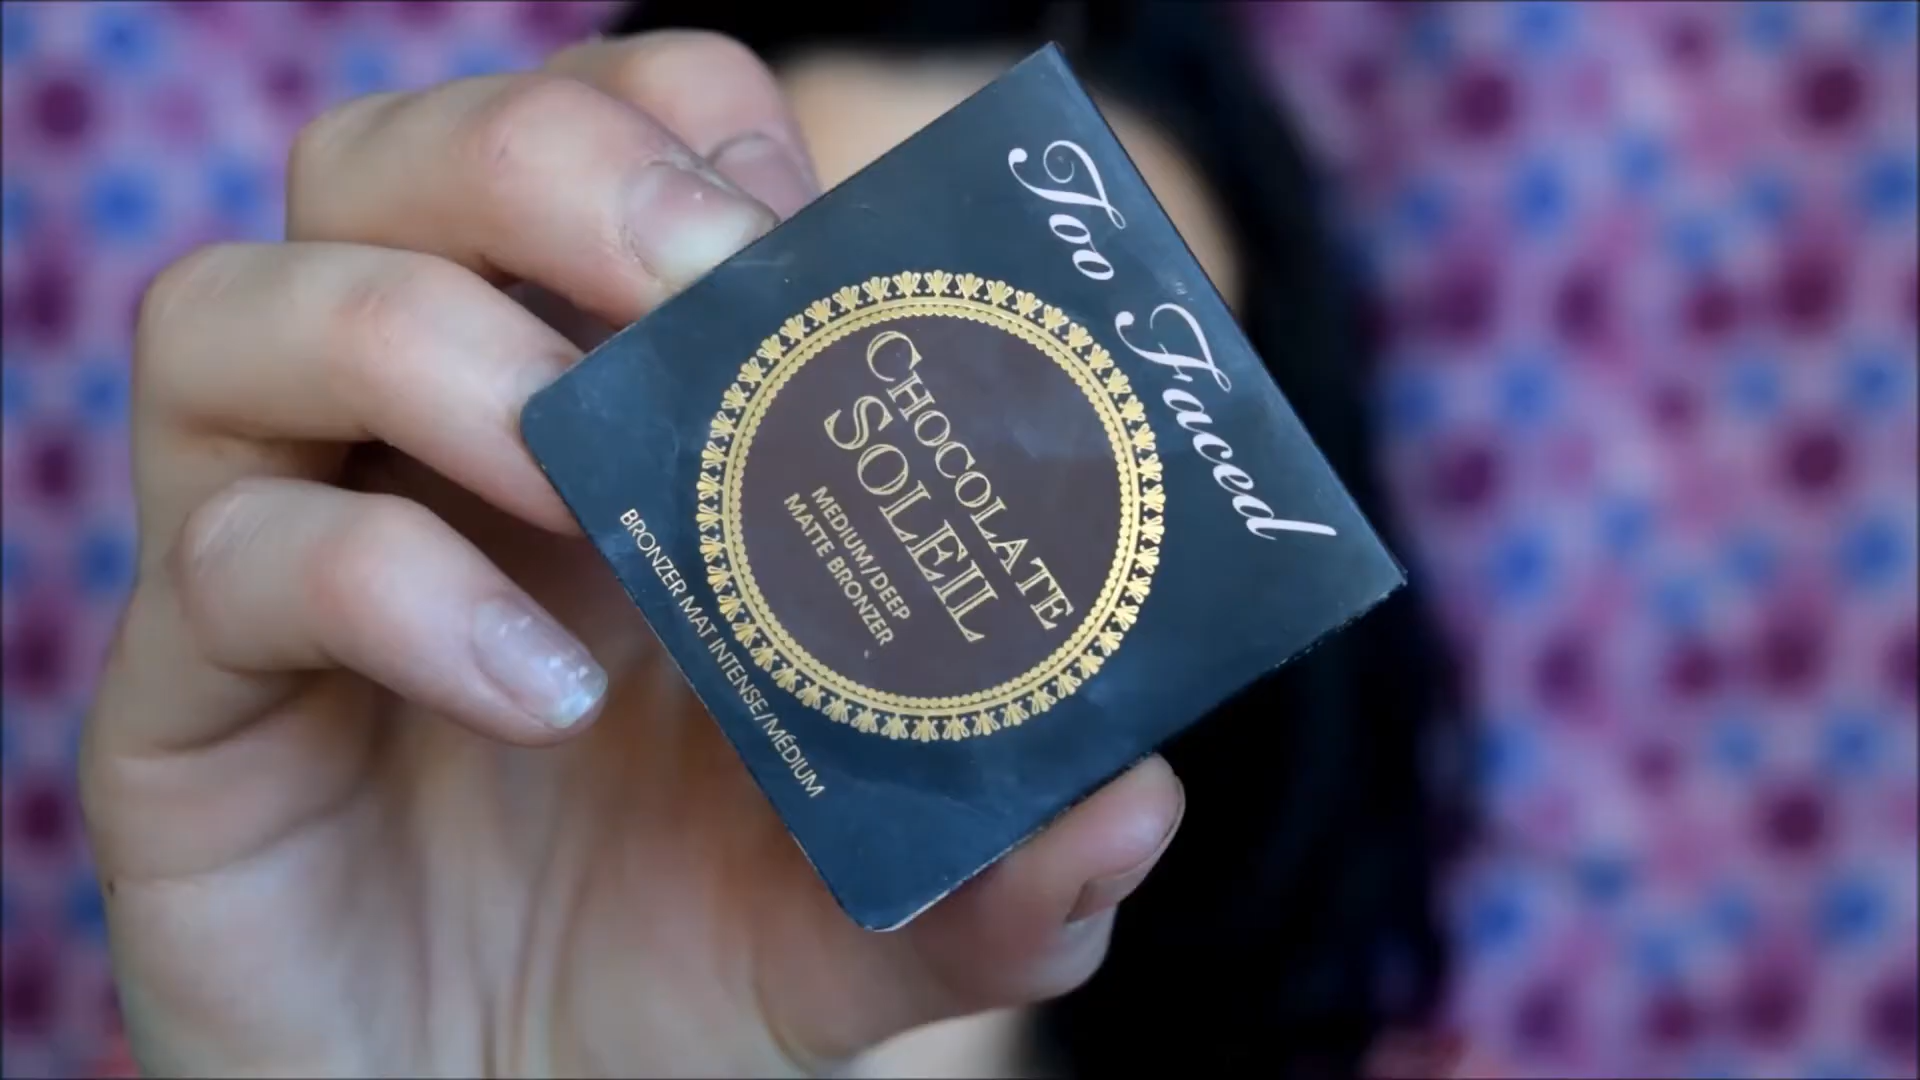 Too Faced
CHOCOLATE
SOLEIL
MEDIUM/DEEP
MATTE BRONZER
BRONZER MAT INTENSE/MÉDIUM